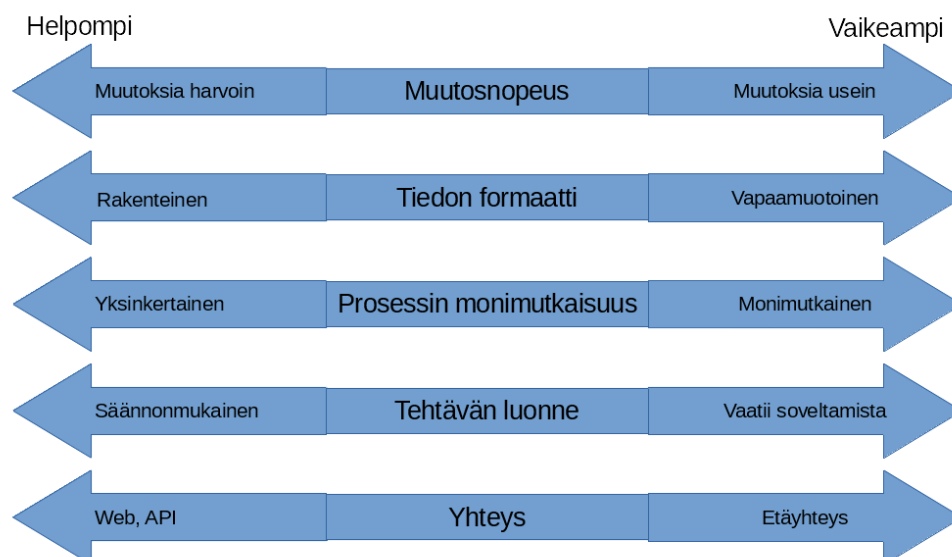 Helpompi Vaikeampi
Muutoksia harvoin Muutosnopeus Muutoksia usein
Rakenteinen Tiedon formaatti Vapaamuotoinen
Yksinkertainen Prosessin monimutkaisuus Monimutkainen
Säännonmukainen Tehtävän luonne Vaatii soveltamista
Web, API Yhteys Etäyhteys